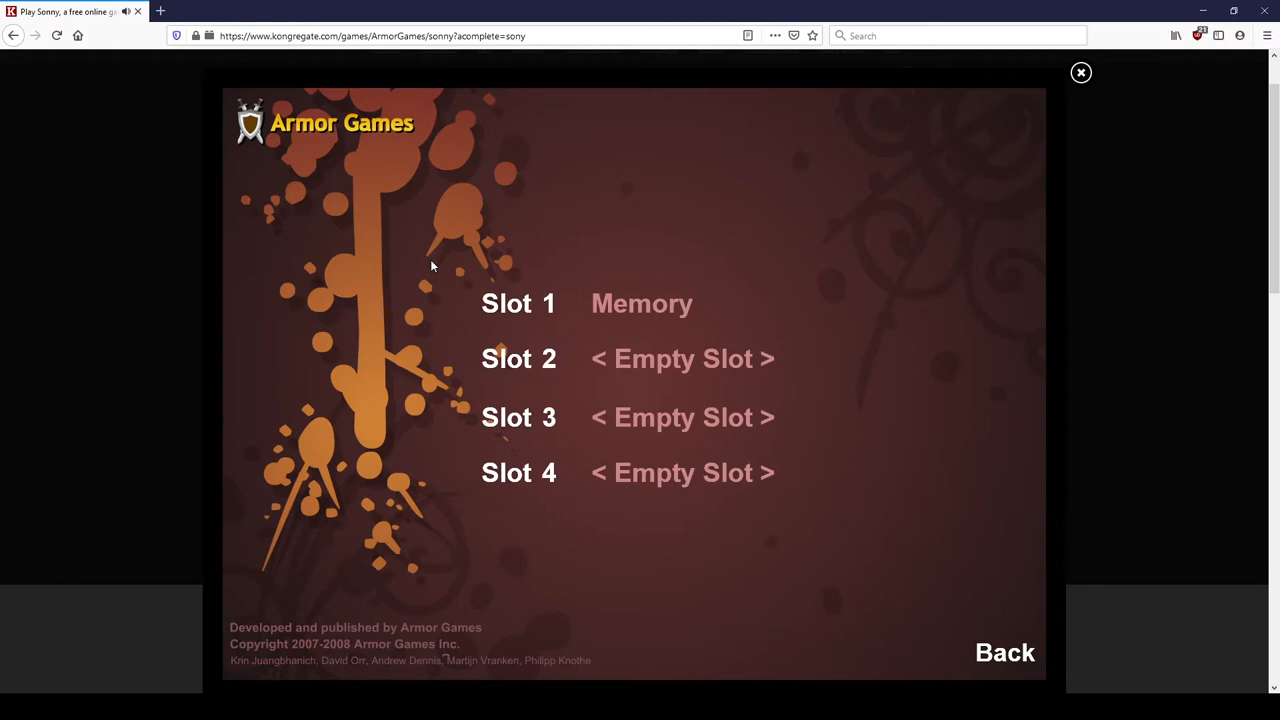 Play Sonny, a free online ga
https://www.kongregate.com/games/ArmorGames/sonny?acomplete=sony
Search
Armor Games
Slot 1 Memory
Slot 2 < Empty Slot >
Slot 3 < Empty Slot >
Slot 4 < Empty Slot >
Developed and published by Armor Games
Copyright 2007-2008 Armor Games Inc.
Krin Juangbhanich, David Orr, Andrew Dennis, Martijn Vranken, Philipp Knothe
Back